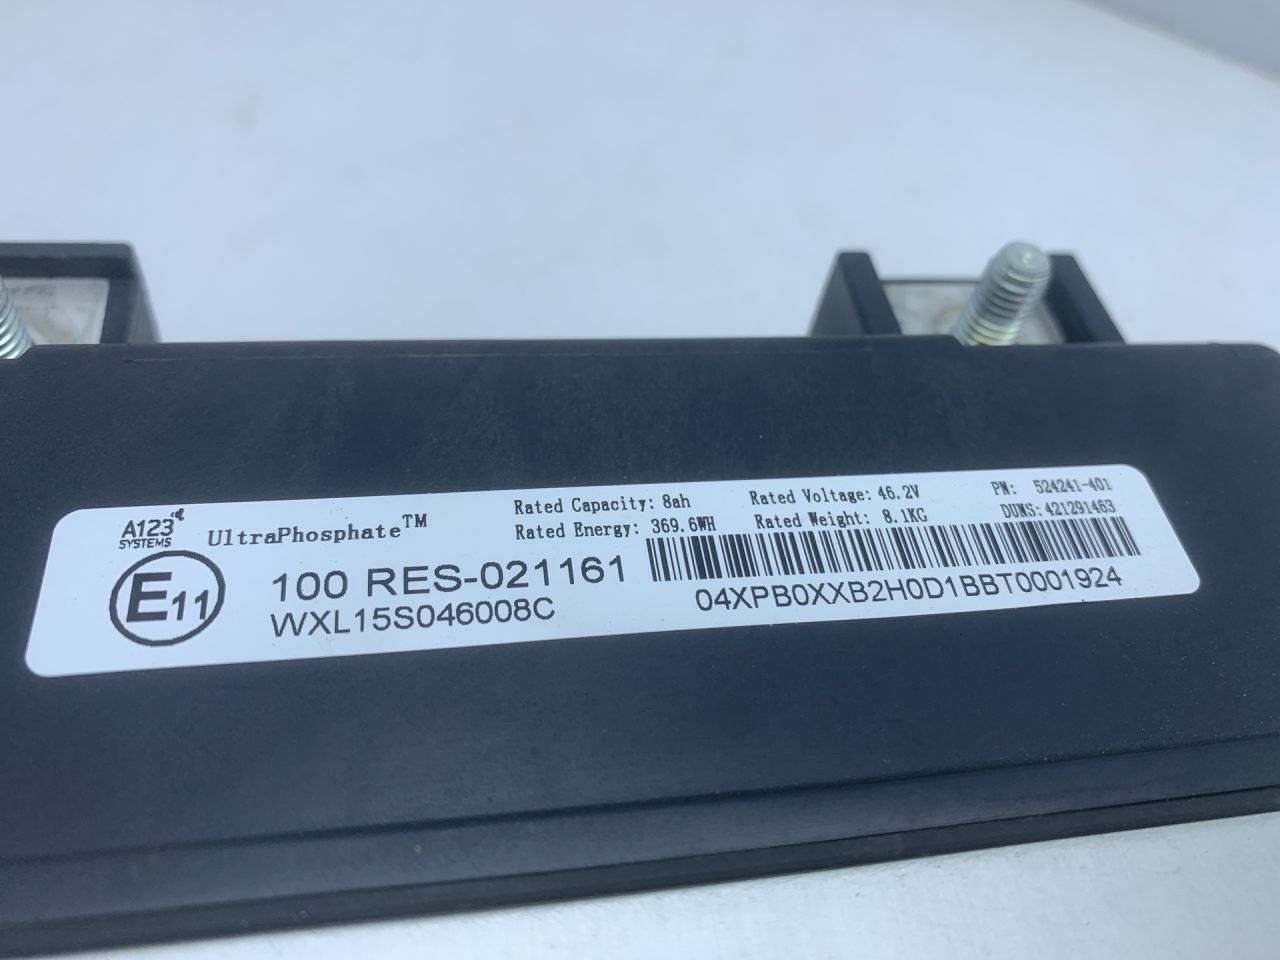 A123
SYSTEMS
UltraPhosphate™
Rated Capacity: 8ah
Rated Energy: 369.6WH
Rated Voltage: 46.2V
Rated Weight: 8.1KG
PN: 524241-401
DUNS:421291463
E11
100 RES-021161
WXL15S046008C
04XPB0XXB2H0D1BBT0001924